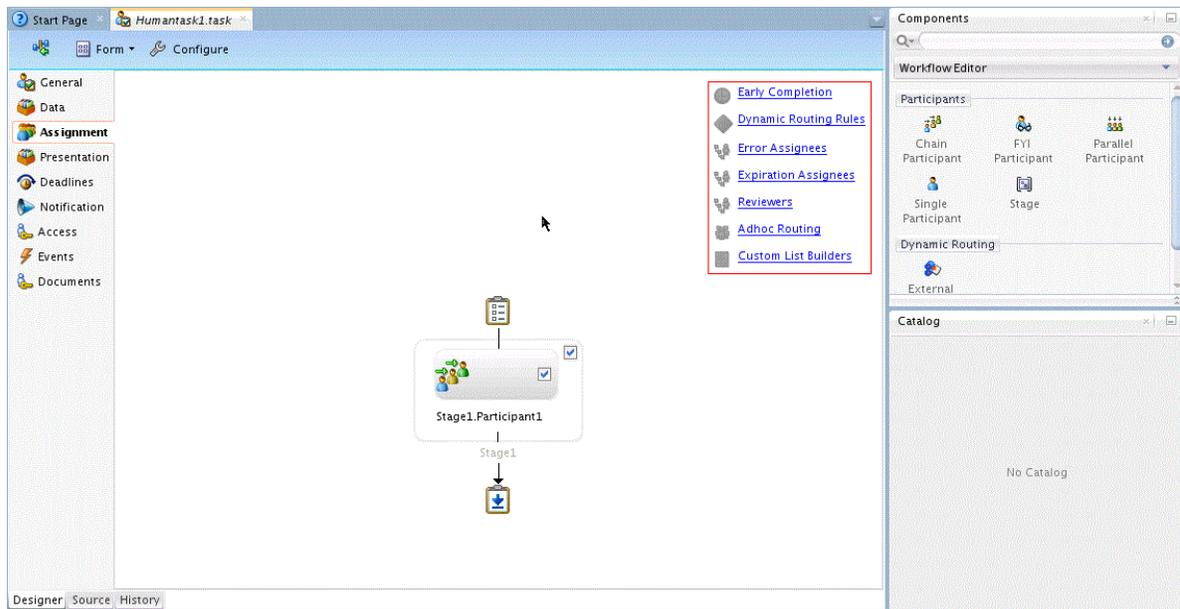 Start Page
Humantask1.task
Form
Configure
General
Data
Assignment
Presentation
Deadlines
Notification
Access
Events
Documents
Early Completion
Dynamic Routing Rules
Error Assignees
Expiration Assignees
Reviewers
Adhoc Routing
Custom List Builders
Stage1.Participant1
Stage1
Designer
Source
History
Components
Workflow Editor
Participants
Chain
Participant
FYI
Participant
Parallel
Participant
Single
Participant
Stage
Dynamic Routing
External
Catalog
No Catalog